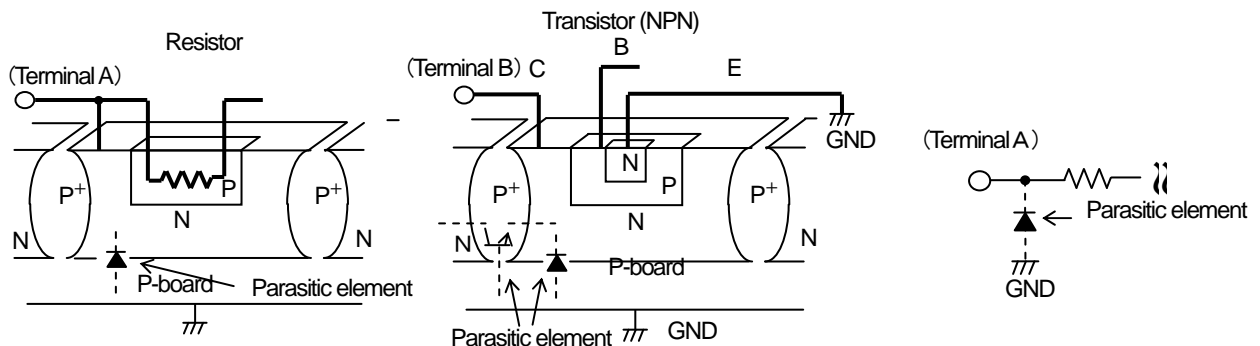 Resistor
(Terminal A)
P⁺
N
P
N
P⁺
N
P-board
Parasitic element
Transistor (NPN)
(Terminal B)
C
B
E
GND
P⁺
N
N
P
N
P⁺
N
P-board
Parasitic element
GND
(Terminal A)
Parasitic element
GND